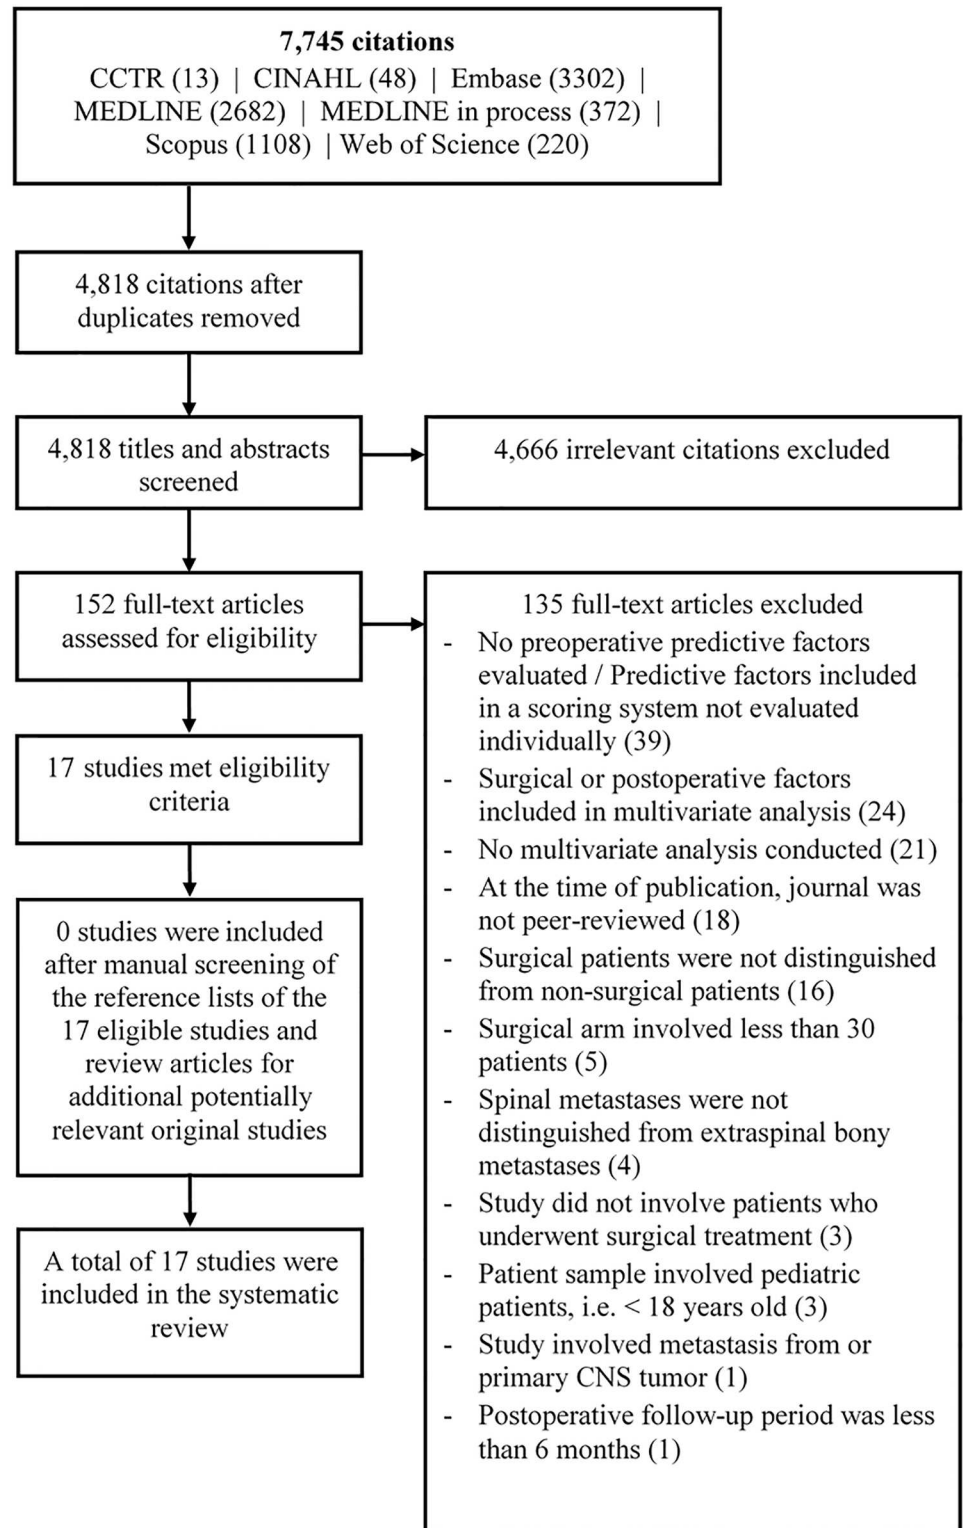 7,745 citations
CCTR (13) | CINAHL (48) | Embase (3302) |
MEDLINE (2682) | MEDLINE in process (372) |
Scopus (1108) | Web of Science (220)
4,818 citations after
duplicates removed
4,818 titles and abstracts
screened
4,666 irrelevant citations excluded
152 full-text articles
assessed for eligibility
135 full-text articles excluded
- No preoperative predictive factors
evaluated / Predictive factors included
in a scoring system not evaluated
individually (39)
- Surgical or postoperative factors
included in multivariate analysis (24)
- No multivariate analysis conducted (21)
- At the time of publication, journal was
not peer-reviewed (18)
- Surgical patients were not distinguished
from non-surgical patients (16)
- Surgical arm involved less than 30
patients (5)
- Spinal metastases were not
distinguished from extraspinal bony
metastases (4)
- Study did not involve patients who
underwent surgical treatment (3)
- Patient sample involved pediatric
patients, i.e. < 18 years old (3)
- Study involved metastasis from or
primary CNS tumor (1)
- Postoperative follow-up period was less
than 6 months (1)
17 studies met eligibility
criteria
0 studies were included
after manual screening of
the reference lists of the
17 eligible studies and
review articles for
additional potentially
relevant original studies
A total of 17 studies were
included in the systematic
review